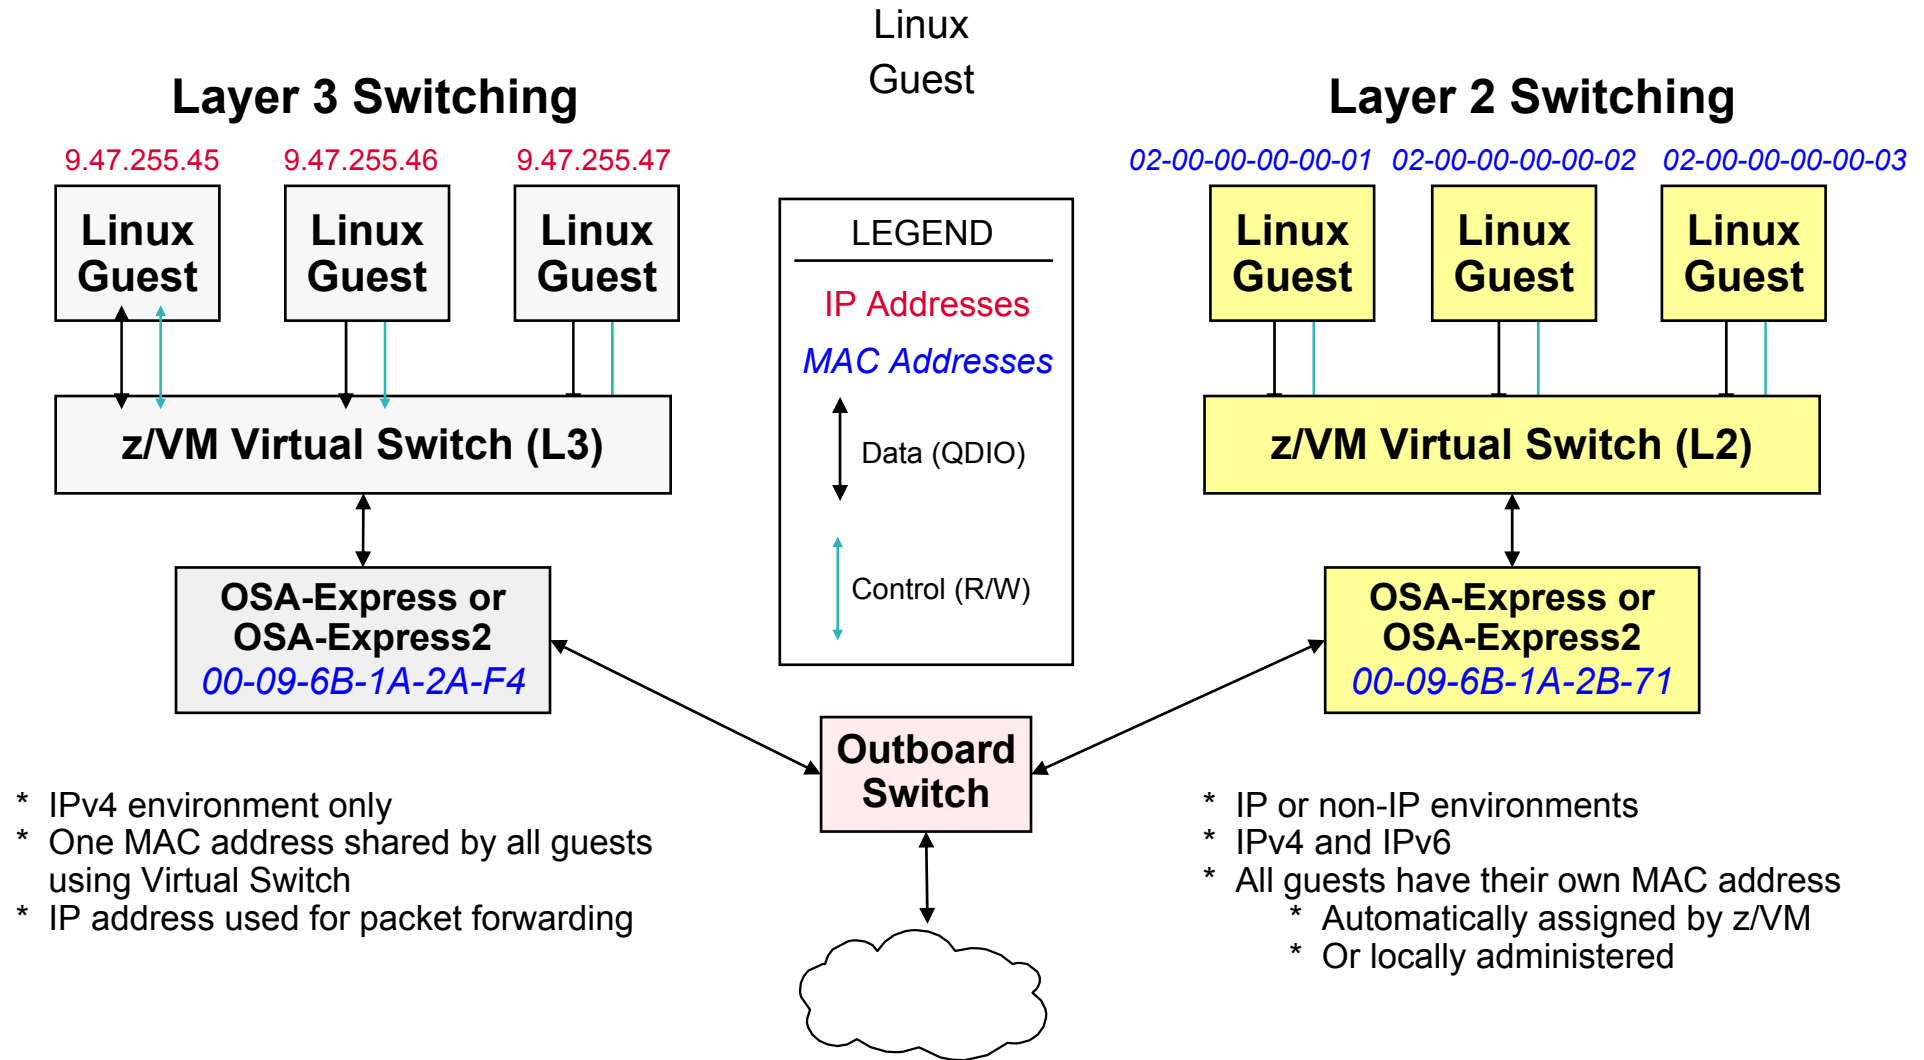 Linux
Guest
Layer 3 Switching
9.47.255.45
9.47.255.46
9.47.255.47
Linux
Guest
Linux
Guest
Linux
Guest
z/VM Virtual Switch (L3)
OSA-Express or
OSA-Express2
00-09-6B-1A-2A-F4
* IPv4 environment only
* One MAC address shared by all guests
using Virtual Switch
* IP address used for packet forwarding
LEGEND
IP Addresses
MAC Addresses
Data (QDIO)
Control (R/W)
Outboard
Switch
Layer 2 Switching
02-00-00-00-00-01
02-00-00-00-00-02
02-00-00-00-00-03
Linux
Guest
Linux
Guest
Linux
Guest
z/VM Virtual Switch (L2)
OSA-Express or
OSA-Express2
00-09-6B-1A-2B-71
* IP or non-IP environments
* IPv4 and IPv6
* All guests have their own MAC address
* Automatically assigned by z/VM
* Or locally administered